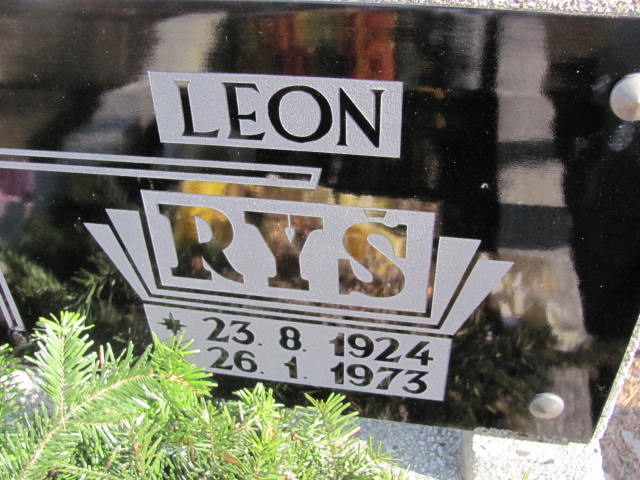 LEON
RYŠ
* 23. 8. 1924
26. 1. 1973